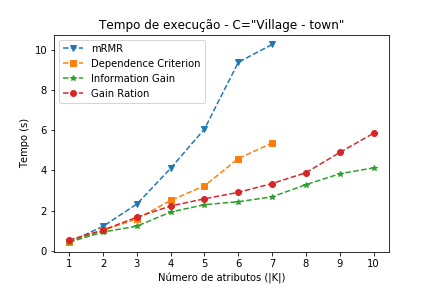 Tempo de execução - C="Village - town"
mRMR
Dependence Criterion
Information Gain
Gain Ration
Tempo (s)
10
8
6
4
2
0
1 2 3 4 5 6 7 8 9 10
Número de atributos (|K|)